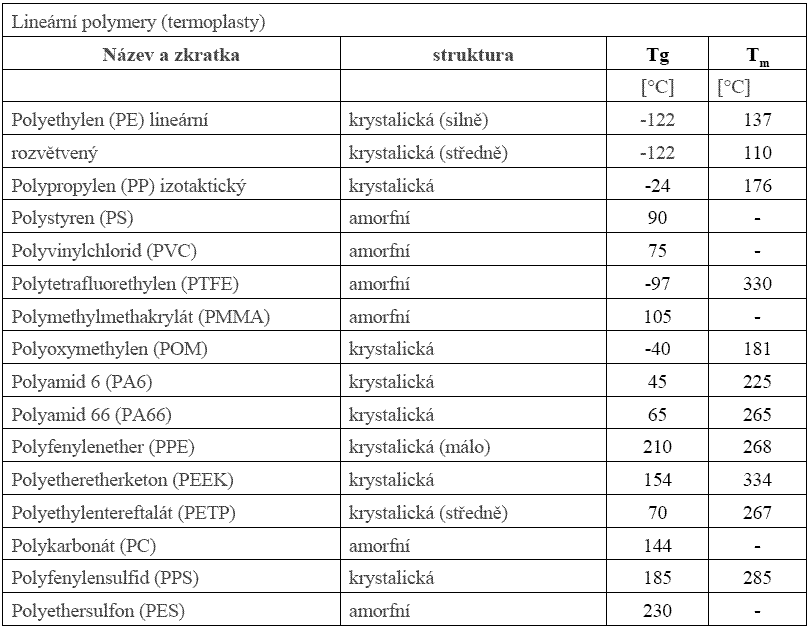 Lineární polymery (termoplasty)
Název a zkratka struktura Tg Tm
[°C] [°C]
Polyethylen (PE) lineární krystalická (silně) -122 137
rozvětvený krystalická (středně) -122 110
Polypropylen (PP) izotaktický krystalická -24 176
Polystyren (PS) amorfní 90 -
Polyvinylchlorid (PVC) amorfní 75 -
Polytetrafluorethylen (PTFE) amorfní -97 330
Polymethylmethakrylát (PMMA) amorfní 105 -
Polyoxymethylen (POM) krystalická -40 181
Polyamid 6 (PA6) krystalická 45 225
Polyamid 66 (PA66) krystalická 65 265
Polyfenylenether (PPE) krystalická (málo) 210 268
Polyetheretherketon (PEEK) krystalická 154 334
Polyethylentereftalát (PETP) krystalická (středně) 70 267
Polykarbonát (PC) amorfní 144 -
Polyfenylensulfid (PPS) krystalická 185 285
Polyethersulfon (PES) amorfní 230 -